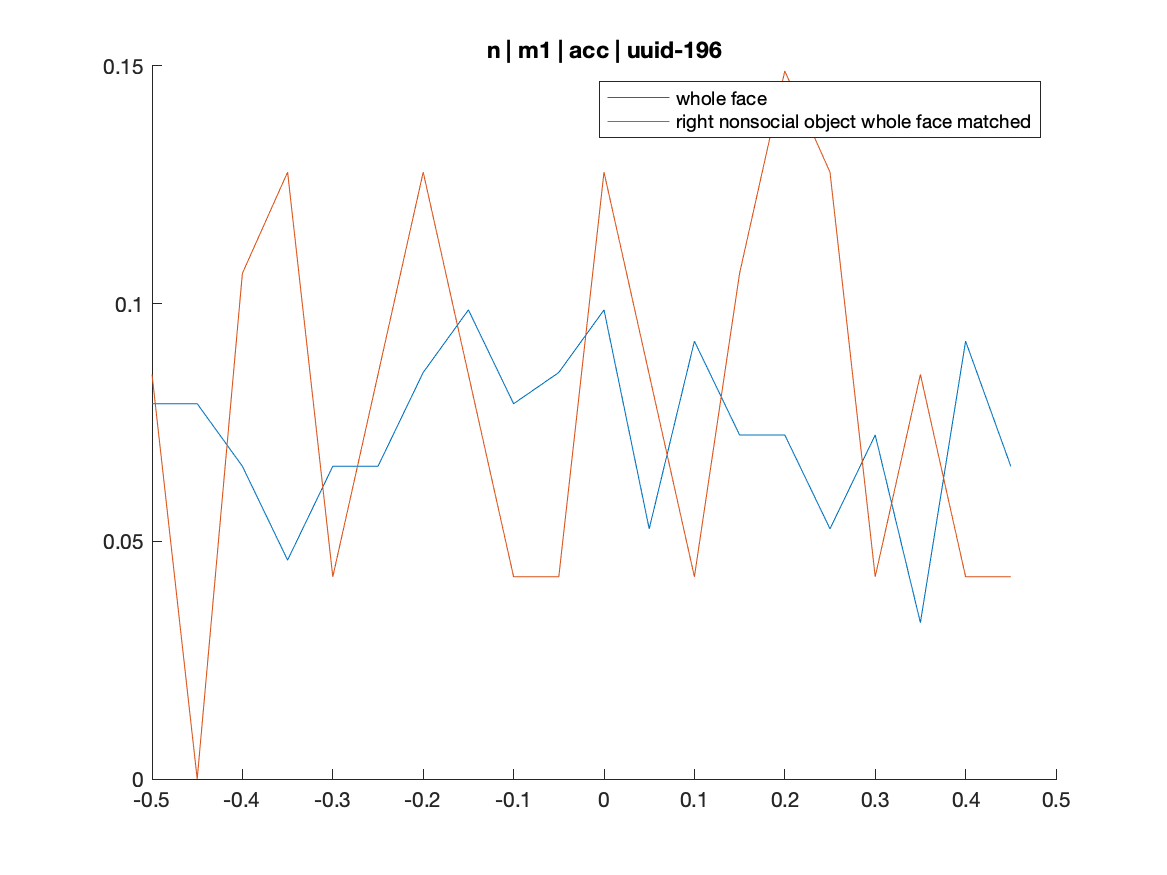 n | m1 | acc | uuid-196
0.15
whole face
right nonsocial object whole face matched
0.1
0.05
0
-0.5 -0.4 -0.3 -0.2 -0.1 0 0.1 0.2 0.3 0.4 0.5